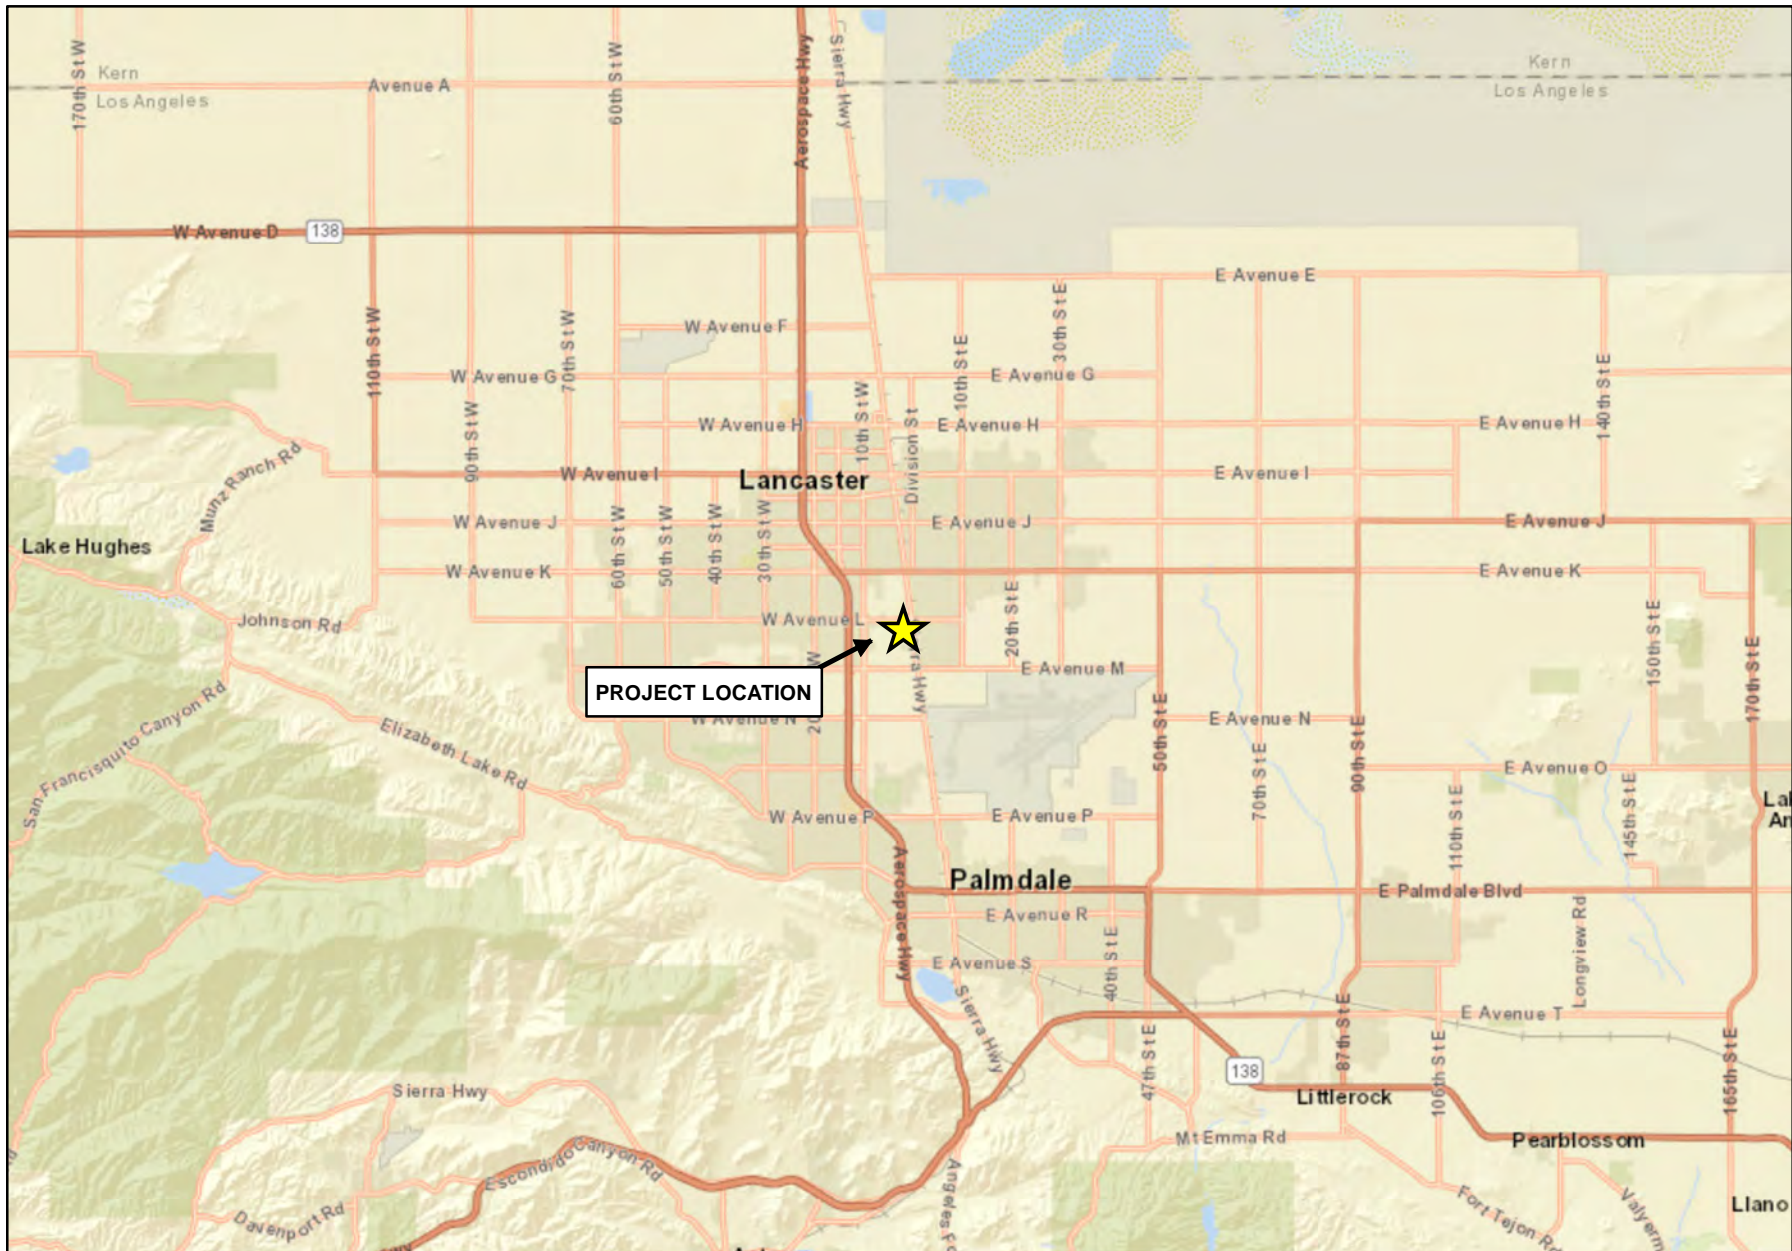 170th St W
Kern
Los Angeles
Avenue A
60th St W
Aerospace Hwy
Sierra Hwy
Kern
Los Angeles
W Avenue D
138
E Avenue E
110th St W
70th St W
W Avenue F
30th St E
10th St E
140th St E
W Avenue G
E Avenue G
90th St W
W Avenue H
10th St W
Division St
E Avenue H
E Avenue H
Munz Ranch Rd
W Avenue I
Lancaster
E Avenue I
W Avenue J
E Avenue J
E Avenue J
Lake Hughes
W Avenue K
60th St W
50th St W
40th St W
30th St W
E Avenue K
Johnson Rd
W Avenue L
20th St E
150th St E
170th St E
PROJECT LOCATION
E Avenue M
W Avenue N
50th St E
E Avenue N
90th St E
San Francisquito Canyon Rd
Elizabeth Lake Rd
70th St E
E Avenue O
W Avenue P
E Avenue P
110th St E
145th St E
Aerospace Hwy
Palmdale
E Palmdale Blvd
E Avenue R
Longview Rd
E Avenue S
40th St E
Sierra Hwy
E Avenue T
47th St E
87th St E
106th St E
165th St E
138
Sierra Hwy
Littlerock
Mt Emma Rd
Pearblossom
Escondido Canyon Rd
Davenport Rd
Fort Tejon Rd
Llano